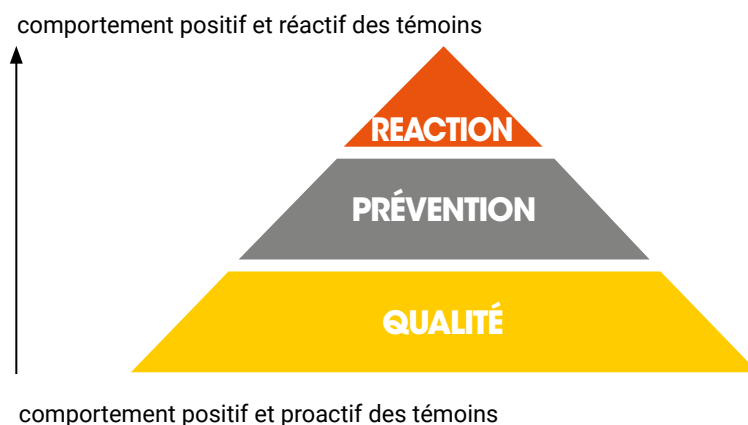 comportement positif et réactif des témoins
REACTION
PRÉVENTION
QUALITÉ
comportement positif et proactif des témoins